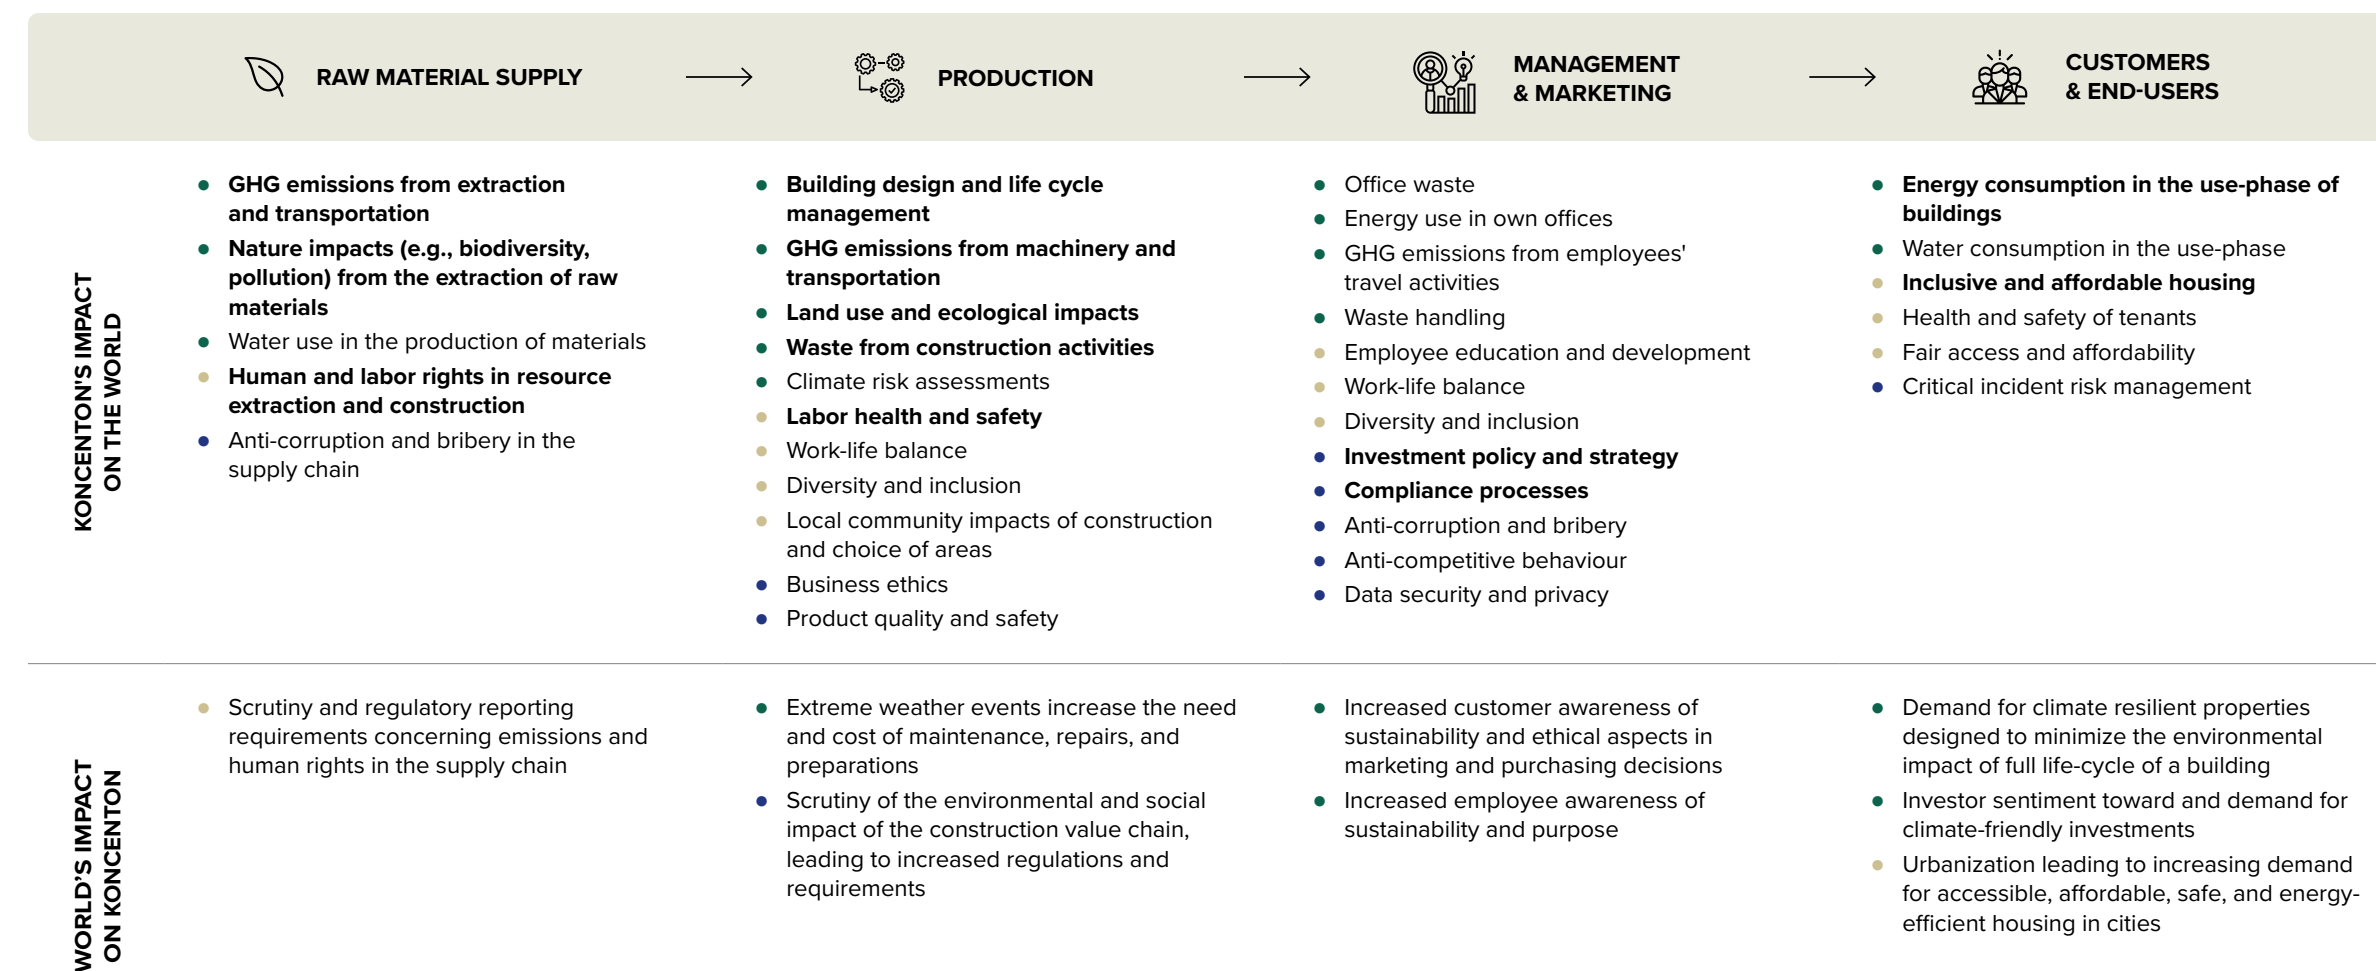 RAW MATERIAL SUPPLY
PRODUCTION
MANAGEMENT
& MARKETING
CUSTOMERS
& END-USERS
KONCENTON'S IMPACT
ON THE WORLD
GHG emissions from extraction
and transportation
Nature impacts (e.g., biodiversity,
pollution) from the extraction of raw
materials
Water use in the production of materials
Human and labor rights in resource
extraction and construction
Anti-corruption and bribery in the
supply chain
Building design and life cycle
management
GHG emissions from machinery and
transportation
Land use and ecological impacts
Waste from construction activities
Climate risk assessments
Labor health and safety
Work-life balance
Diversity and inclusion
Local community impacts of construction
and choice of areas
Business ethics
Product quality and safety
Office waste
Energy use in own offices
GHG emissions from employees'
travel activities
Waste handling
Employee education and development
Work-life balance
Diversity and inclusion
Investment policy and strategy
Compliance processes
Anti-corruption and bribery
Anti-competitive behaviour
Data security and privacy
Energy consumption in the use-phase of
buildings
Water consumption in the use-phase
Inclusive and affordable housing
Health and safety of tenants
Fair access and affordability
Critical incident risk management
WORLD’S IMPACT
ON KONCENTON
Scrutiny and regulatory reporting
requirements concerning emissions and
human rights in the supply chain
Extreme weather events increase the need
and cost of maintenance, repairs, and
preparations
Scrutiny of the environmental and social
impact of the construction value chain,
leading to increased regulations and
requirements
Increased customer awareness of
sustainability and ethical aspects in
marketing and purchasing decisions
Increased employee awareness of
sustainability and purpose
Demand for climate resilient properties
designed to minimize the environmental
impact of full life-cycle of a building
Investor sentiment toward and demand for
climate-friendly investments
Urbanization leading to increasing demand
for accessible, affordable, safe, and energy-
efficient housing in cities